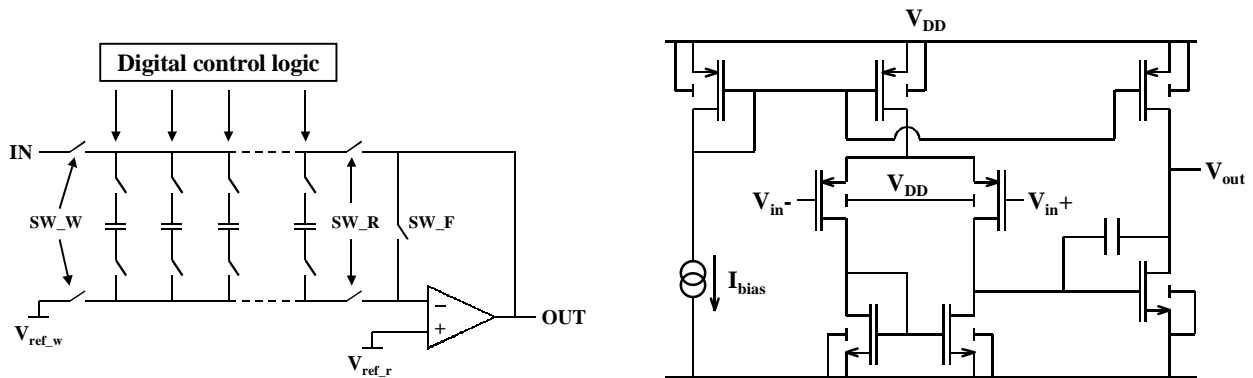 Digital control logic
IN
SW_W
SW_R
SW_F
V_ref_w
V_ref_r
−
+
OUT
V_DD
V_in-
V_DD
V_in+
V_out
I_bias